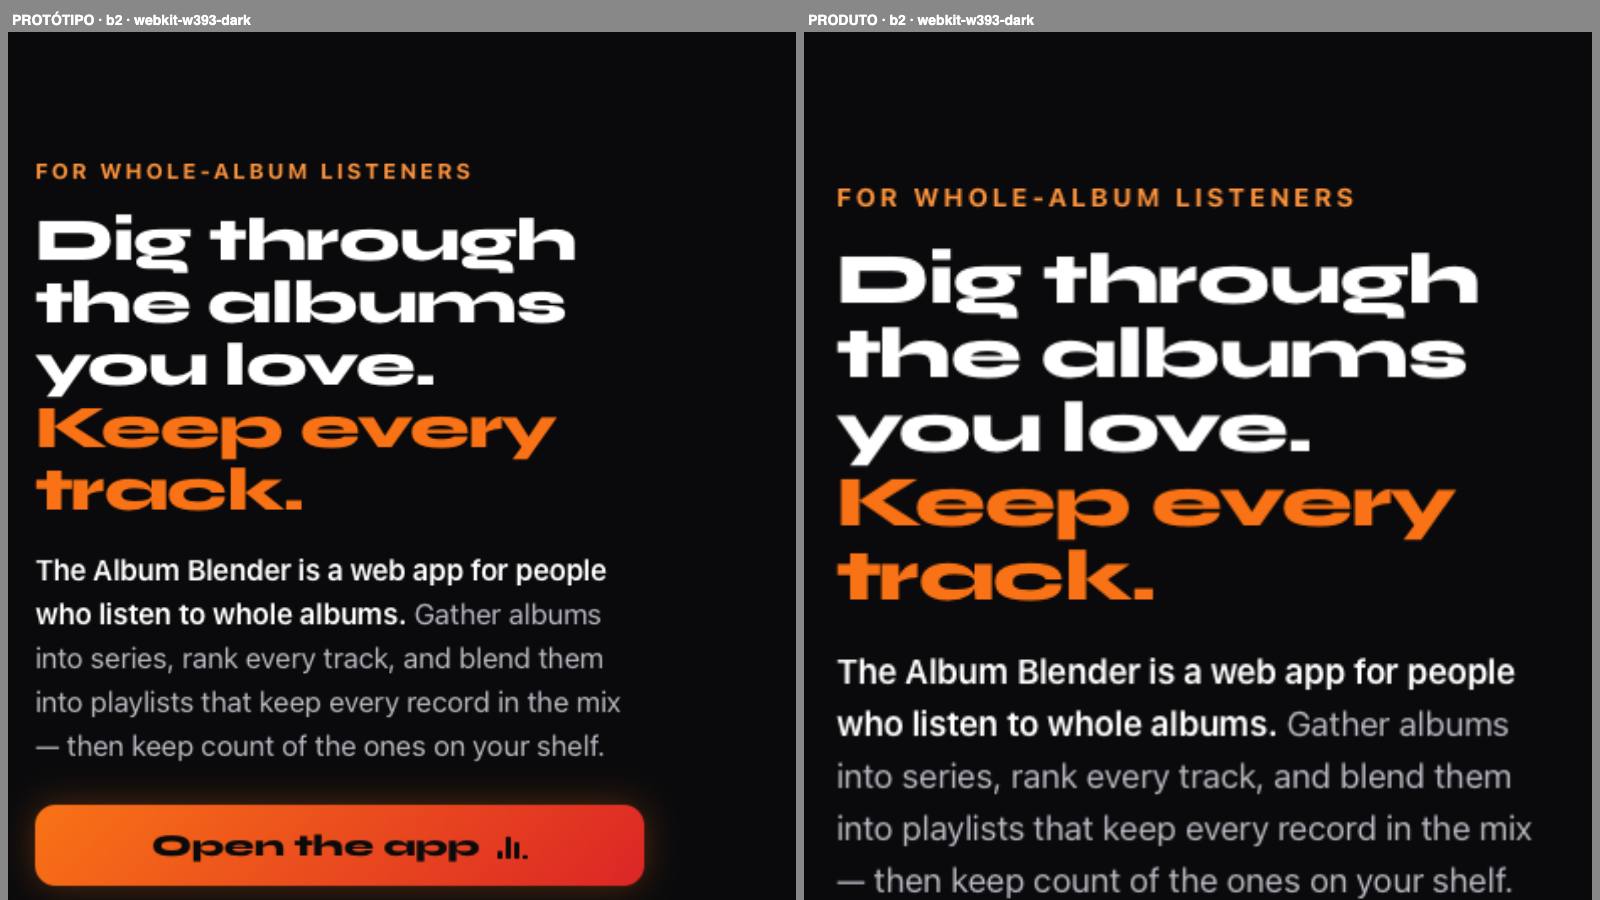 PROTÓTIPO · b2 · webkit-w393-dark
FOR WHOLE-ALBUM LISTENERS
Dig through
the albums
you love.
Keep every
track.
The Album Blender is a web app for people
who listen to whole albums. Gather albums
into series, rank every track, and blend them
into playlists that keep every record in the mix
— then keep count of the ones on your shelf.
Open the app
PRODUTO · b2 · webkit-w393-dark
FOR WHOLE-ALBUM LISTENERS
Dig through
the albums
you love.
Keep every
track.
The Album Blender is a web app for people
who listen to whole albums. Gather albums
into series, rank every track, and blend them
into playlists that keep every record in the mix
— then keep count of the ones on your shelf.